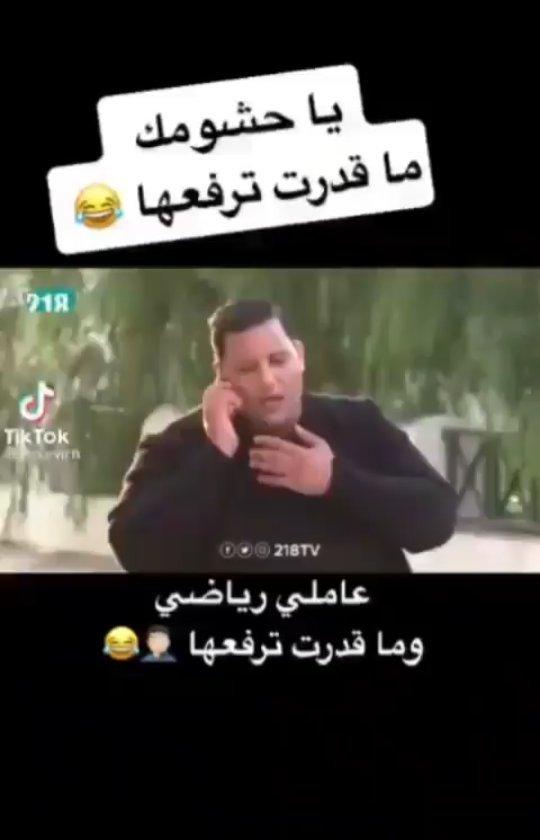 يا حشومك
ما قدرت ترفعها 😂
218
TikTok
218TV
عاملي رياضي
وما قدرت ترفعها 🤦🏻‍♂️😂